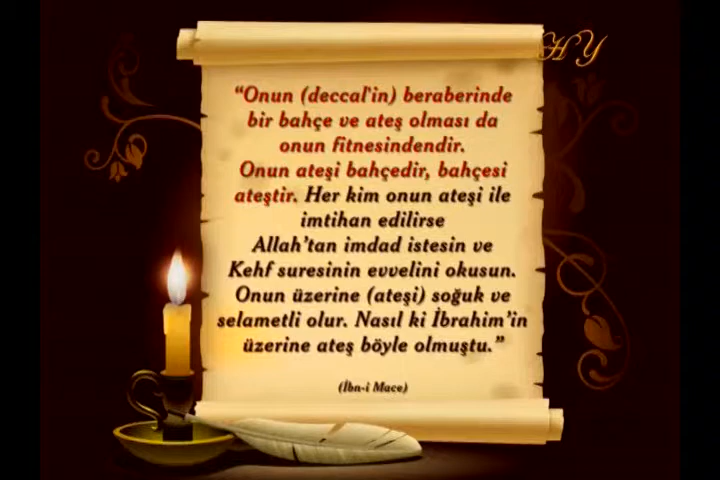 HY
“Onun (deccal'in) beraberinde
bir bahçe ve ateş olması da
onun fitnesindendir.
Onun ateşi bahçedir, bahçesi
ateştir. Her kim onun ateşi ile
imtihan edilirse
Allah’tan imdad istesin ve
Kehf suresinin evvelini okusun.
Onun üzerine (ateşi) soğuk ve
selametli olur. Nasıl ki İbrahim’in
üzerine ateş böyle olmuştu.”
(İbn-i Mace)